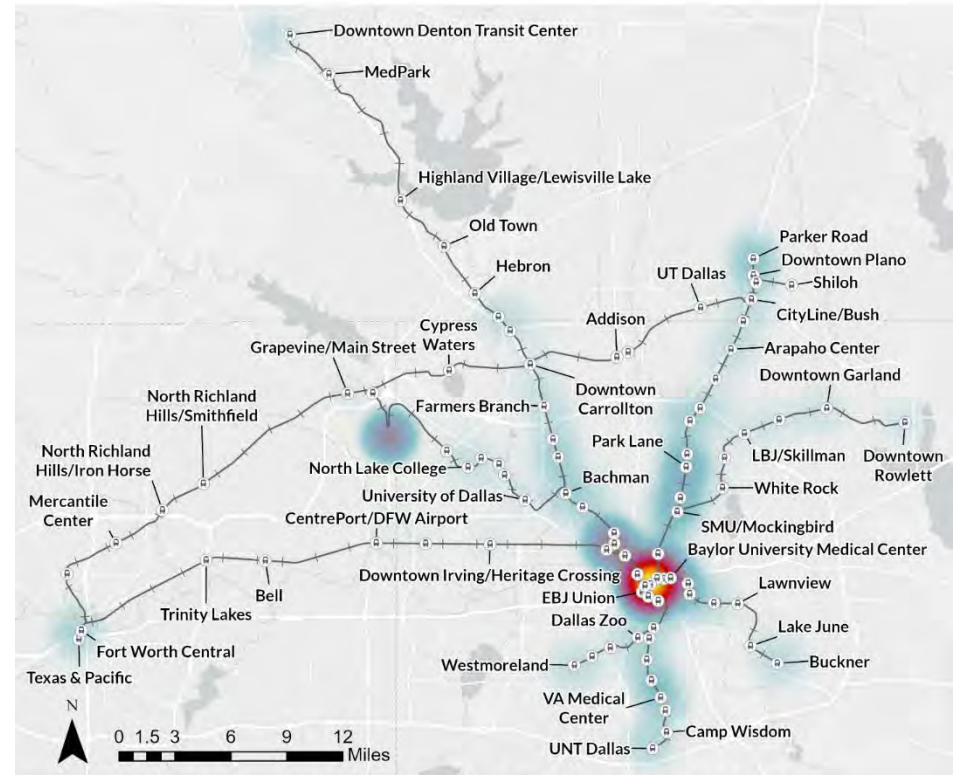 Downtown Denton Transit Center
MedPark
Highland Village/Lewisville Lake
Old Town
Parker Road
Downtown Plano
UT Dallas
Shiloh
Hebron
CityLine/Bush
Cypress
Waters
Addison
Grapevine/Main Street
Arapaho Center
Downtown Garland
Downtown
Carrollton
North Richland
Hills/Smithfield
Farmers Branch
Park Lane
LBJ/Skillman
Downtown
Rowlett
North Richland
Hills/Iron Horse
North Lake College
Bachman
White Rock
Mercantile
Center
University of Dallas
SMU/Mockingbird
CentrePort/DFW Airport
Baylor University Medical Center
Downtown Irving/Heritage Crossing
Lawnview
Bell
EBJ Union
Trinity Lakes
Dallas Zoo
Lake June
Fort Worth Central
Westmoreland
Buckner
Texas & Pacific
VA Medical
Center
N
Camp Wisdom
UNT Dallas
0 1.5 3 6 9 12
Miles